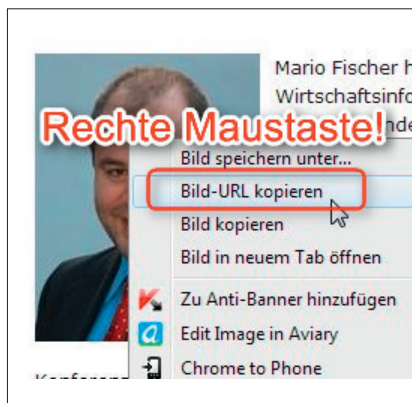 Mario Fischer h
Wirtschaftsinfo
Rechte Maustaste!
Bild speichern unter...
Bild-URL kopieren
Bild kopieren
Bild in neuem Tab öffnen
Zu Anti-Banner hinzufügen
Edit Image in Aviary
Chrome to Phone